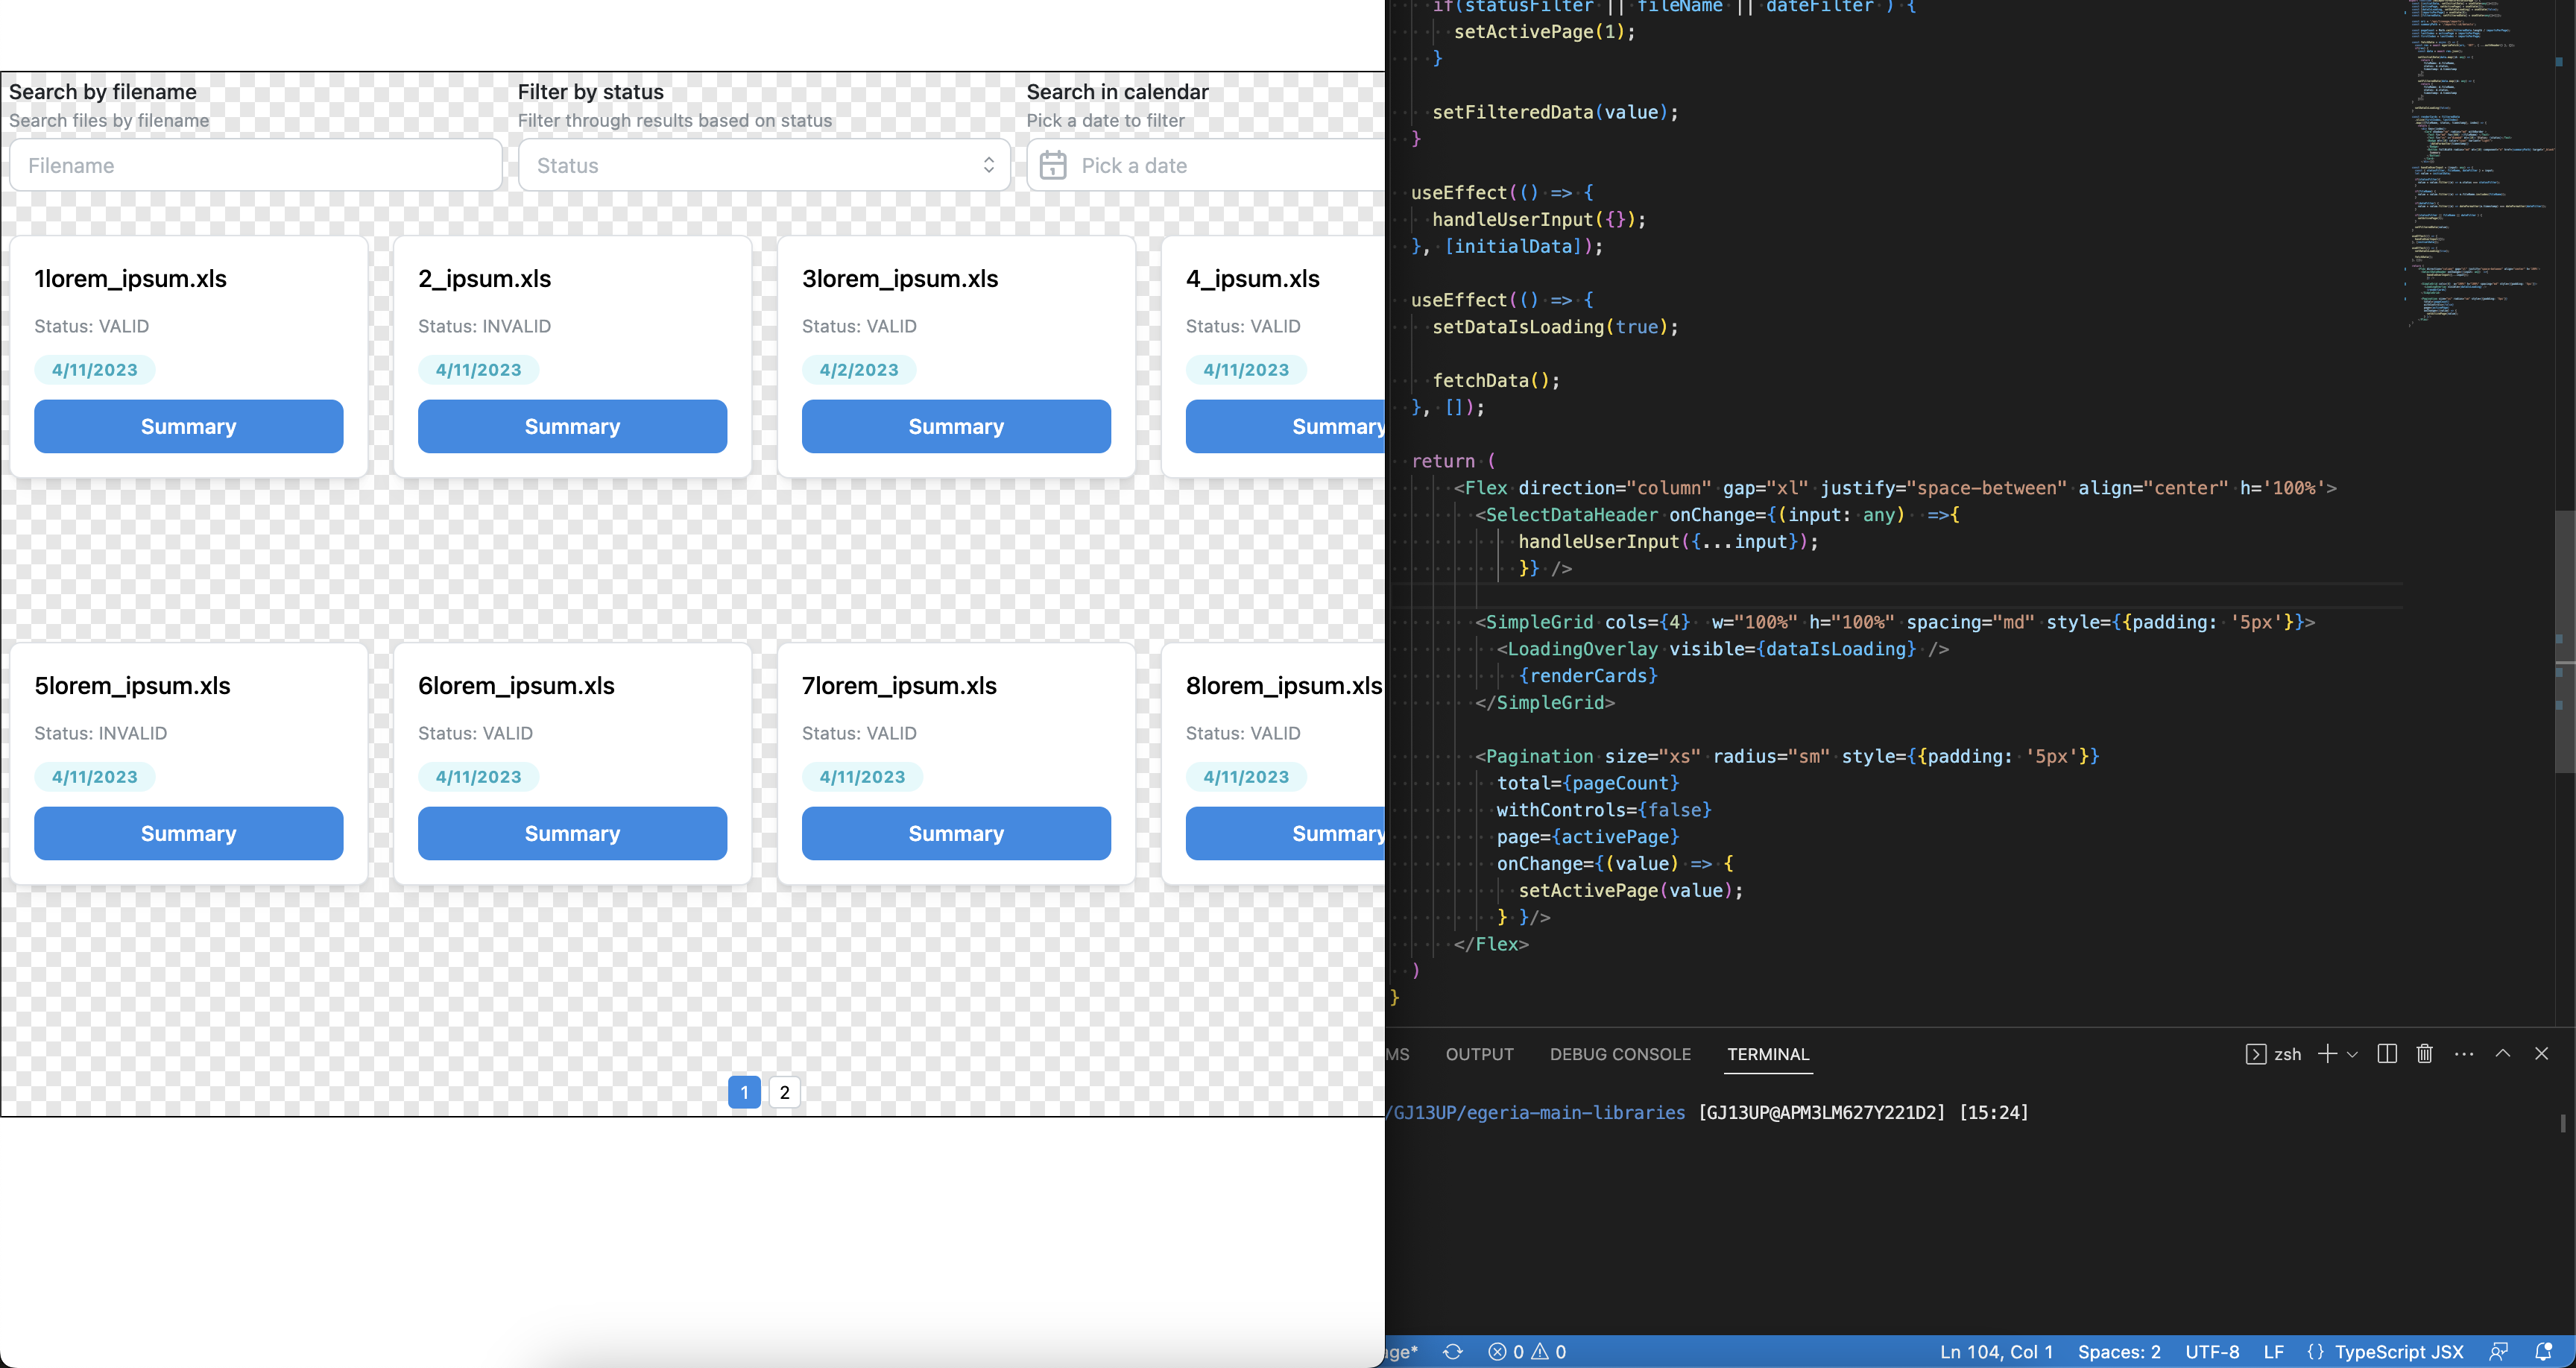 Search by filename
Search files by filename
Filename
Filter by status
Filter through results based on status
Status
Search in calendar
Pick a date to filter
Pick a date
1lorem_ipsum.xls
Status: VALID
4/11/2023
Summary
2_ipsum.xls
Status: INVALID
4/11/2023
Summary
3lorem_ipsum.xls
Status: VALID
4/2/2023
Summary
4_ipsum.xls
Status: VALID
4/11/2023
Summary
5lorem_ipsum.xls
Status: INVALID
4/11/2023
Summary
6lorem_ipsum.xls
Status: VALID
4/11/2023
Summary
7lorem_ipsum.xls
Status: VALID
4/11/2023
Summary
8lorem_ipsum.xls
Status: VALID
4/11/2023
Summary
1 2
if(statusFilter || fileName || dateFilter ) {
setActivePage(1);
}
setFilteredData(value);
}
useEffect(() => {
handleUserInput({});
}, [initialData]);
useEffect(() => {
setDataIsLoading(true);
fetchData();
}, []);
return (
<Flex direction="column" gap="xl" justify="space-between" align="center" h='100%'>
<SelectDataHeader onChange={(input: any)  =>{
handleUserInput({...input});
}} />
<SimpleGrid cols={4}  w="100%" h="100%" spacing="md" style={{padding: '5px'}}>
<LoadingOverlay visible={dataIsLoading} />
{renderCards}
</SimpleGrid>
<Pagination size="xs" radius="sm" style={{padding: '5px'}}
total={pageCount}
withControls={false}
page={activePage}
onChange={(value) => {
setActivePage(value);
} }/>
</Flex>
)
}
MS OUTPUT DEBUG CONSOLE TERMINAL zsh
/GJ13UP/egeria-main-libraries [GJ13UP@APM3LM627Y221D2] [15:24]
ge* 0 0 Ln 104, Col 1 Spaces: 2 UTF-8 LF {} TypeScript JSX